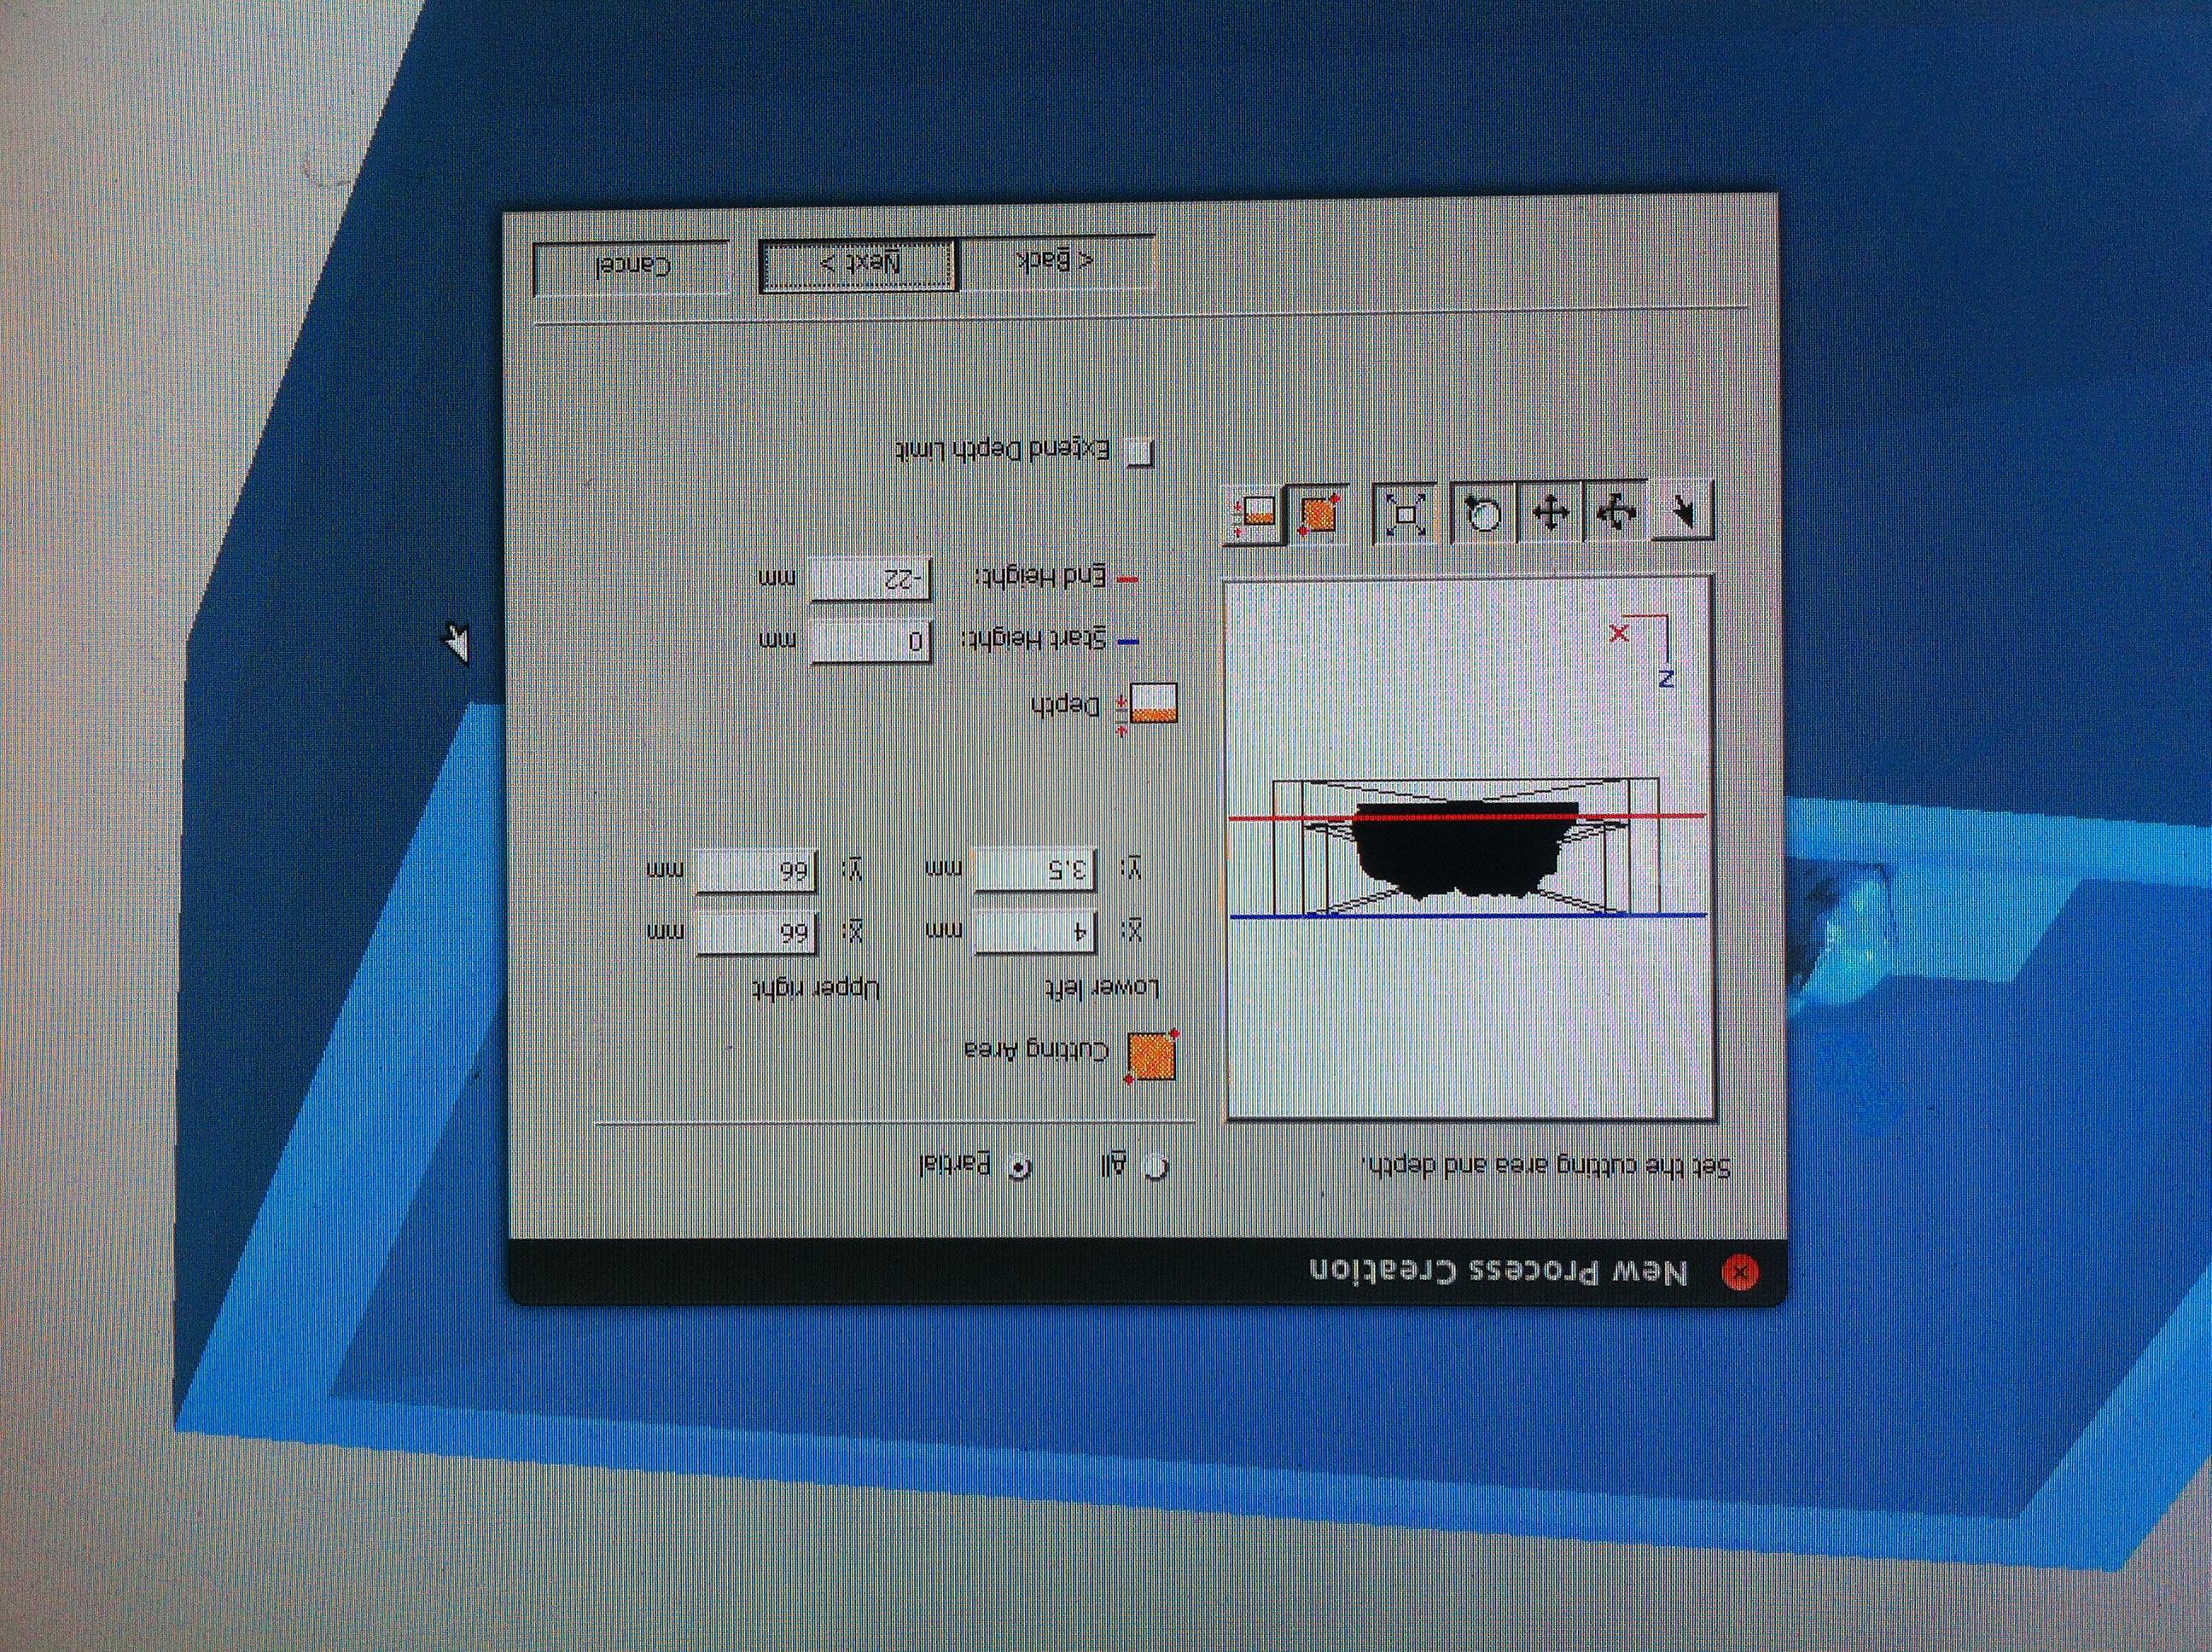 New Process Creation
Set the cutting area and depth.
All
Partial
Cutting Area
Lower left
Upper right
X: 4 mm
X: 66 mm
Y: 3.5 mm
Y: 66 mm
Depth
Start Height: 0 mm
End Height: -22 mm
Z
X
Extend Depth Limit
< Back
Next >
Cancel